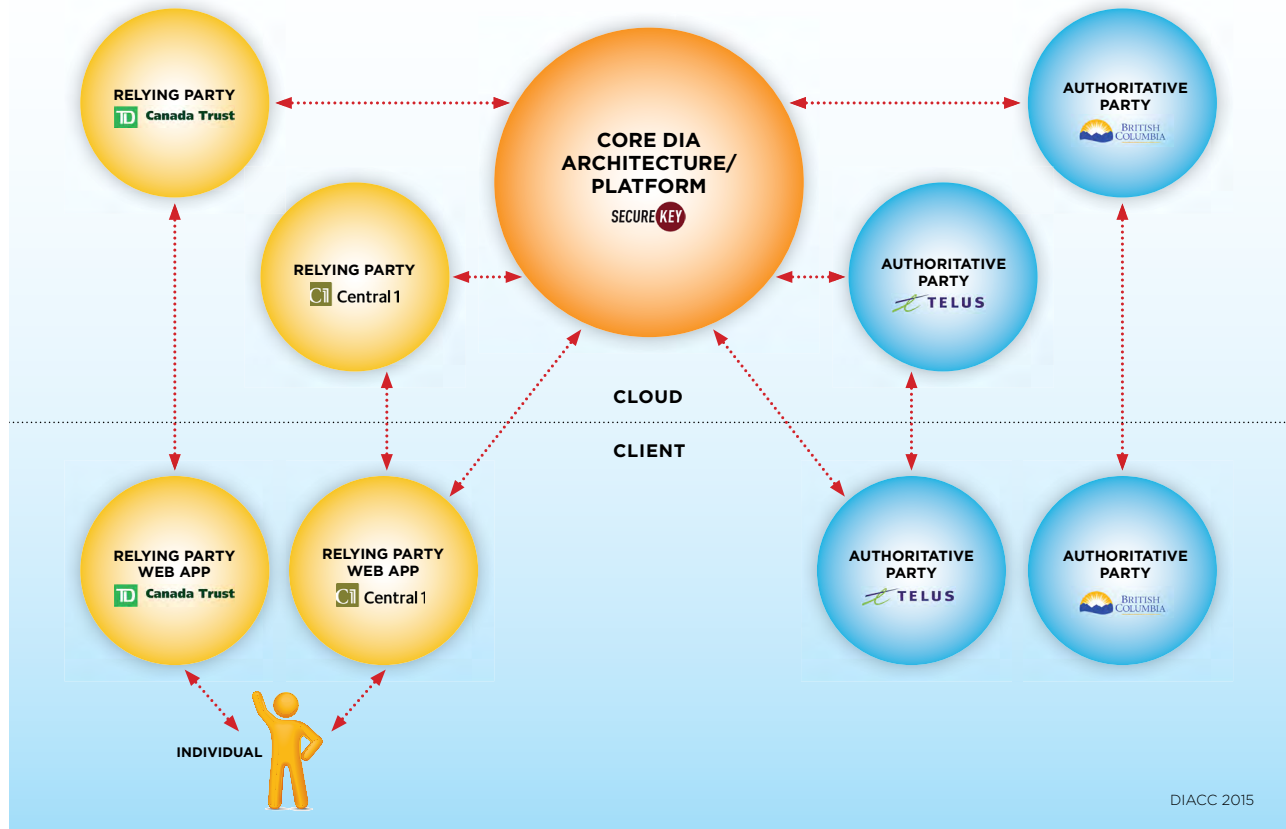 RELYING PARTY
TD Canada Trust
CORE DIA
ARCHITECTURE/
PLATFORM
SECUREKEY
AUTHORITATIVE
PARTY
BRITISH
COLUMBIA
RELYING PARTY
C1 Central 1
AUTHORITATIVE
PARTY
TELUS
CLOUD
CLIENT
RELYING PARTY
WEB APP
TD Canada Trust
RELYING PARTY
WEB APP
C1 Central 1
AUTHORITATIVE
PARTY
TELUS
AUTHORITATIVE
PARTY
BRITISH
COLUMBIA
INDIVIDUAL
DIACC 2015